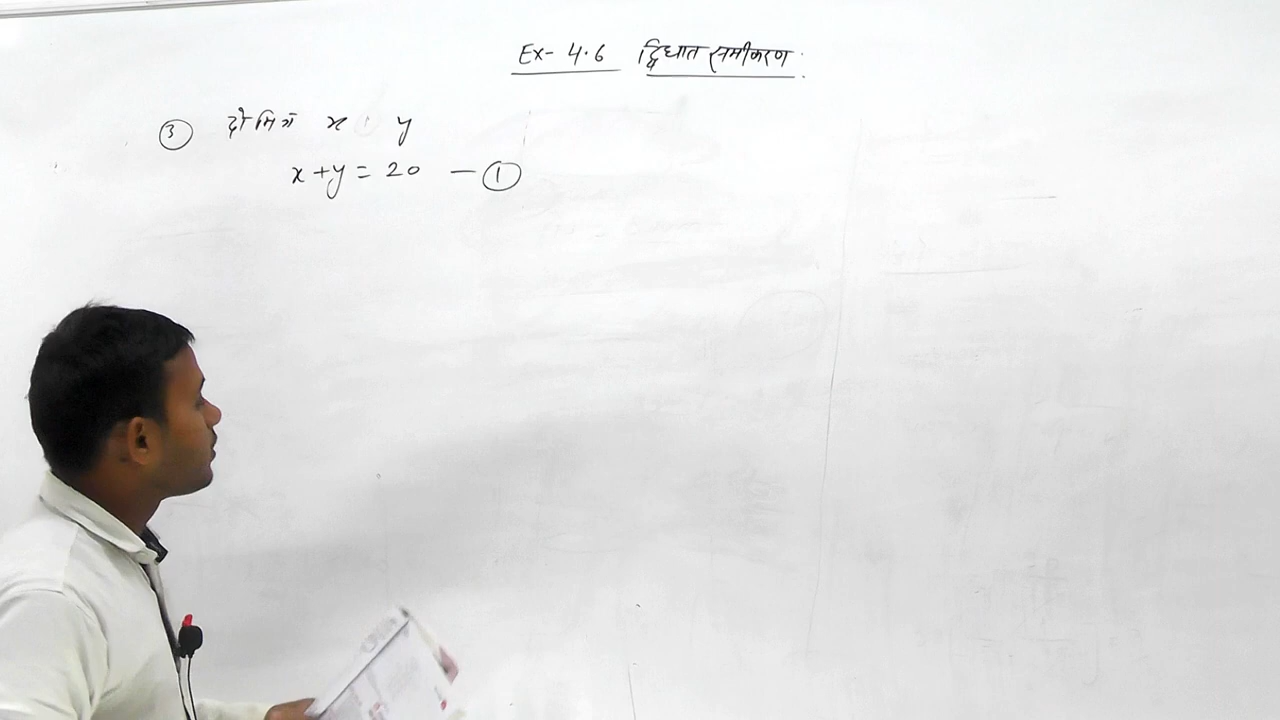 Ex- 4.6 द्विघात समीकरण
③ दो मित्र x y
x + y = 20 — ①